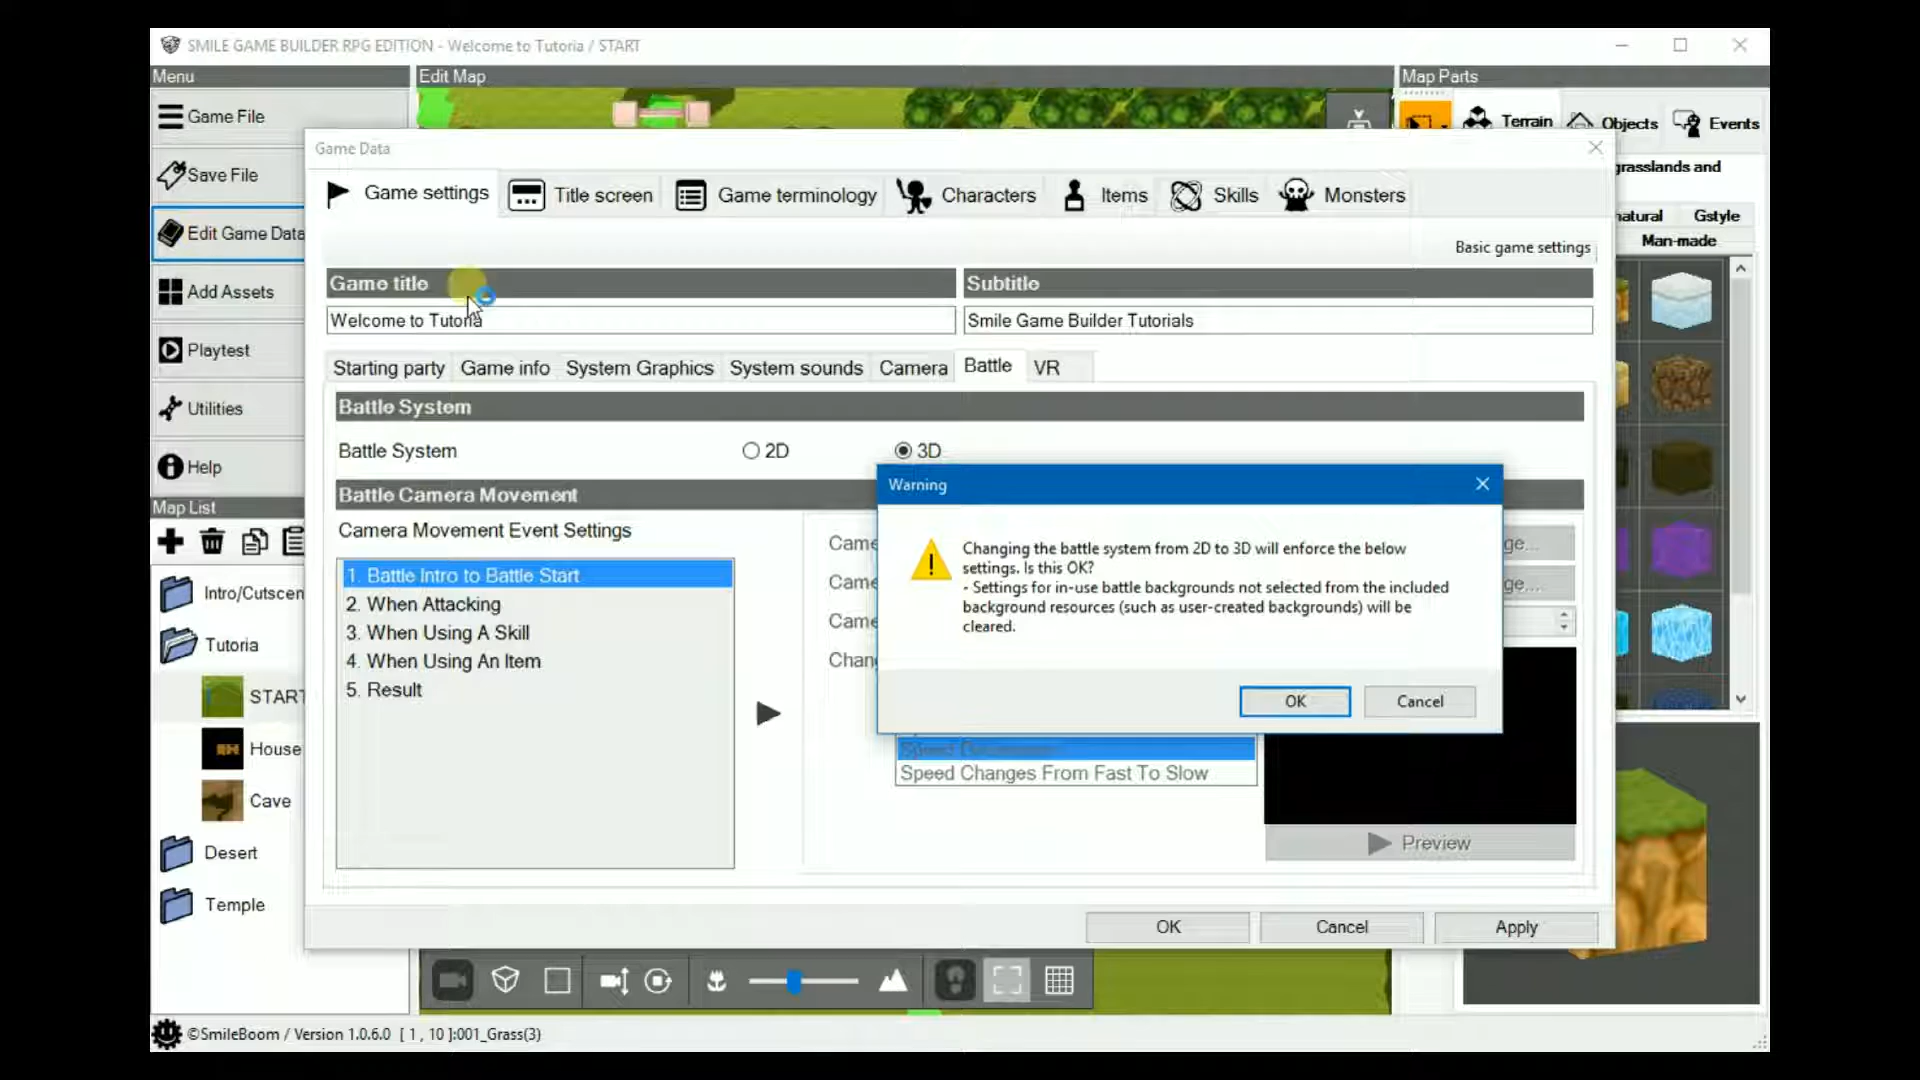 SMILE GAME BUILDER RPG EDITION - Welcome to Tutoria / START
Menu
Edit Map
Map Parts
Game File
Save File
Edit Game Data
Add Assets
Playtest
Utilities
Help
Map List
Intro/Cutscen
Tutoria
START
House
Cave
Desert
Temple
Terrain
Objects
Events
grasslands and
natural
Gstyle
Man-made
Game Data
Game settings
Title screen
Game terminology
Characters
Items
Skills
Monsters
Basic game settings
Game title
Subtitle
Welcome to Tutoria
Smile Game Builder Tutorials
Starting party
Game info
System Graphics
System sounds
Camera
Battle
VR
Battle System
Battle System
2D
3D
Battle Camera Movement
Camera Movement Event Settings
1. Battle Intro to Battle Start
2. When Attacking
3. When Using A Skill
4. When Using An Item
5. Result
Came
Came
Came
Chan
ge...
ge...
Warning
Changing the battle system from 2D to 3D will enforce the below
settings. Is this OK?
- Settings for in-use battle backgrounds not selected from the included
background resources (such as user-created backgrounds) will be
cleared.
OK
Cancel
Speed Changes From Fast To Slow
Preview
OK
Cancel
Apply
©SmileBoom / Version 1.0.6.0 [ 1 , 10 ]:001_Grass(3)